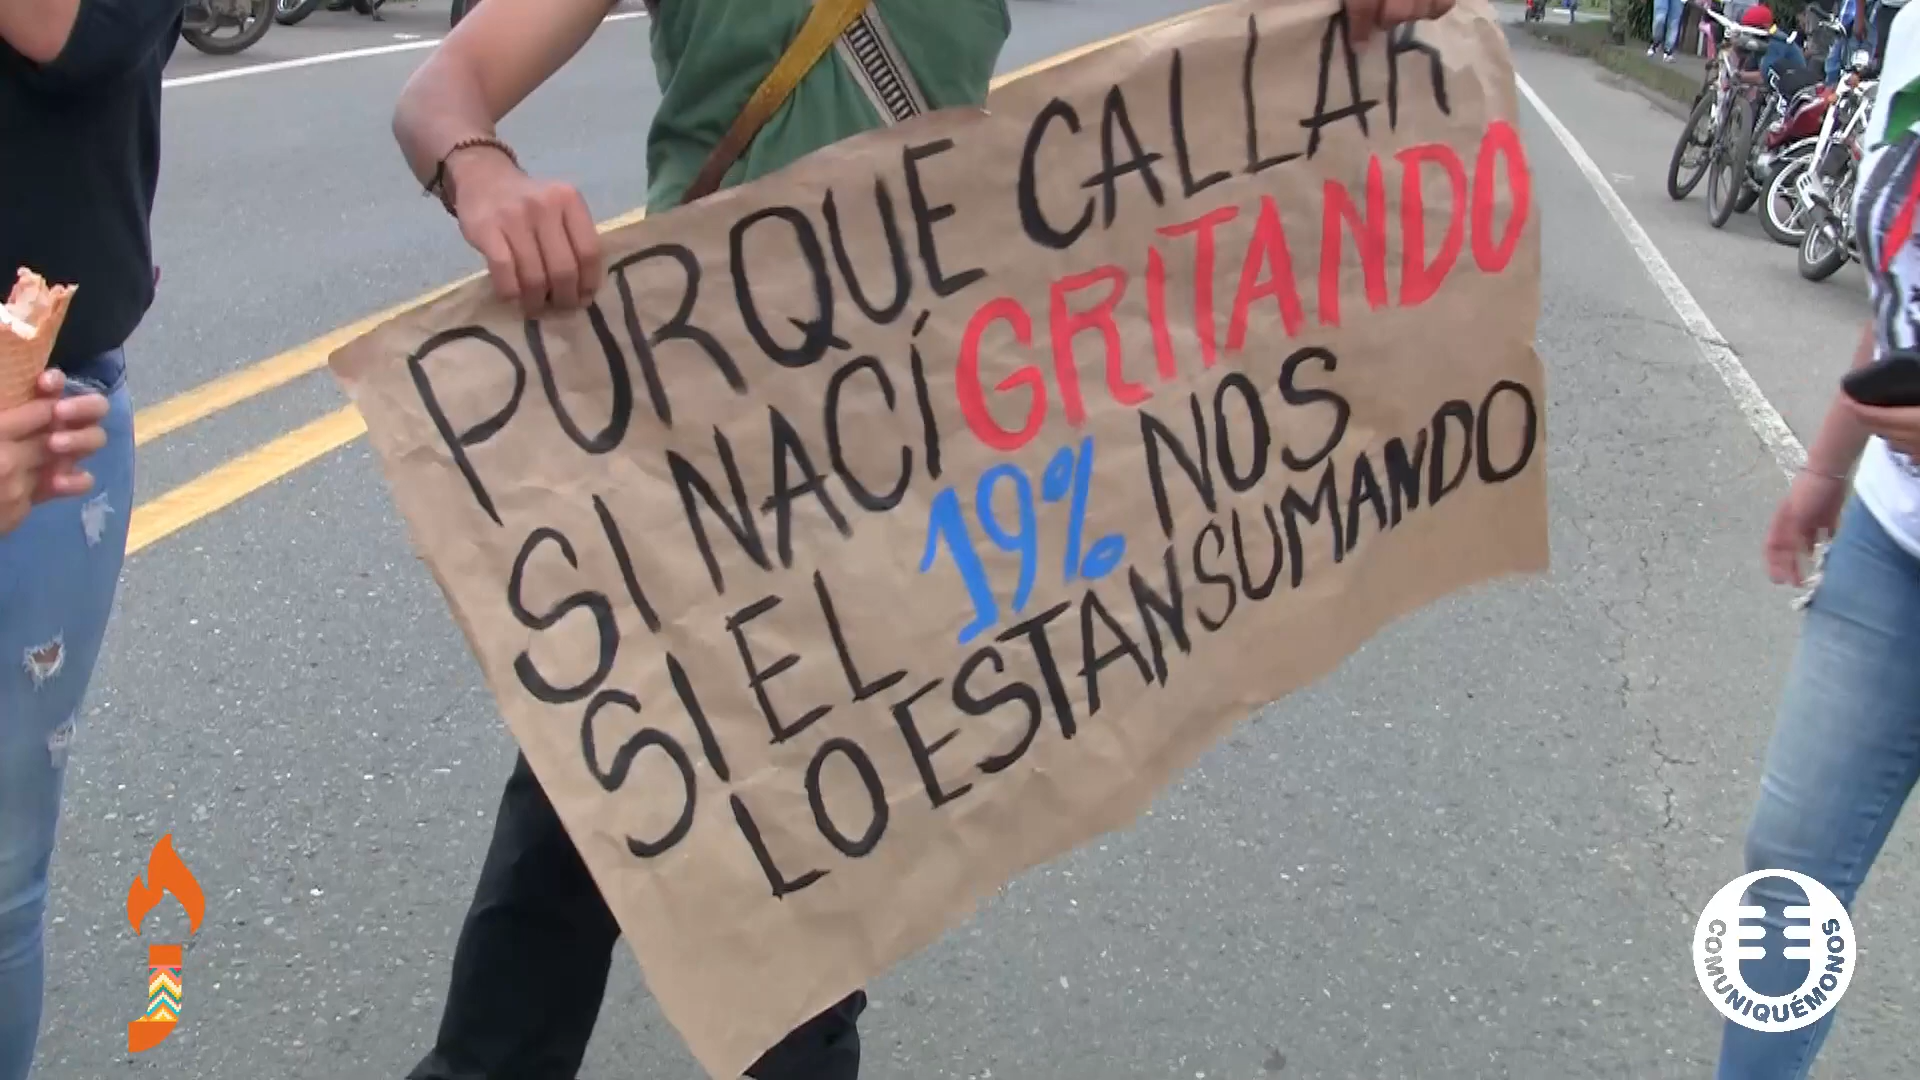 PORQUE CALLAR
SI NACÍ GRITANDO
SI EL 19% NOS
LO ESTAN SUMANDO
COMUNIQUÉMONOS